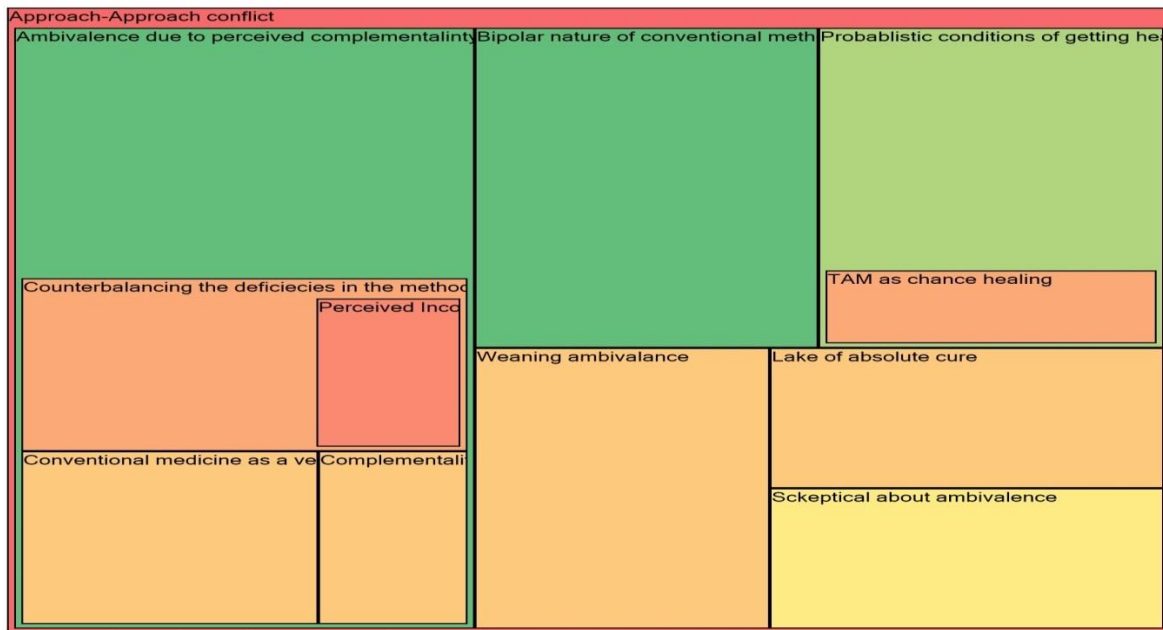 Approach-Approach conflict
Ambivalence due to perceived complementalinty
Bipolar nature of conventional meth
Probablistic conditions of getting hea
Counterbalancing the deficiecies in the method
Perceived Inco
TAM as chance healing
Weaning ambivalance
Lake of absolute cure
Conventional medicine as a ve
Complementali
Sckeptical about ambivalence